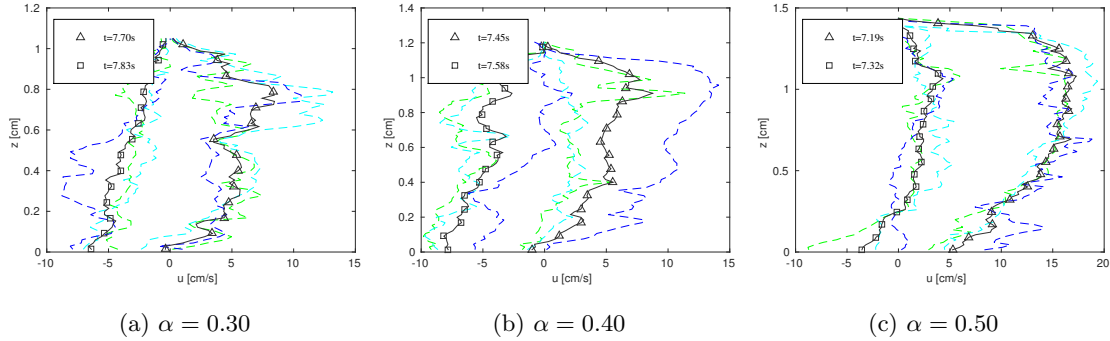 t=7.70s
t=7.83s
1.2
1
0.8
0.6
0.4
0.2
0
z [cm]
-10 -5 0 5 10 15
u [cm/s]
(a) α = 0.30
t=7.45s
t=7.58s
1.4
1.2
1
0.8
0.6
0.4
0.2
0
z [cm]
-10 -5 0 5 10 15
u [cm/s]
(b) α = 0.40
t=7.19s
t=7.32s
1.5
1
0.5
0
z [cm]
-10 -5 0 5 10 15 20
u [cm/s]
(c) α = 0.50